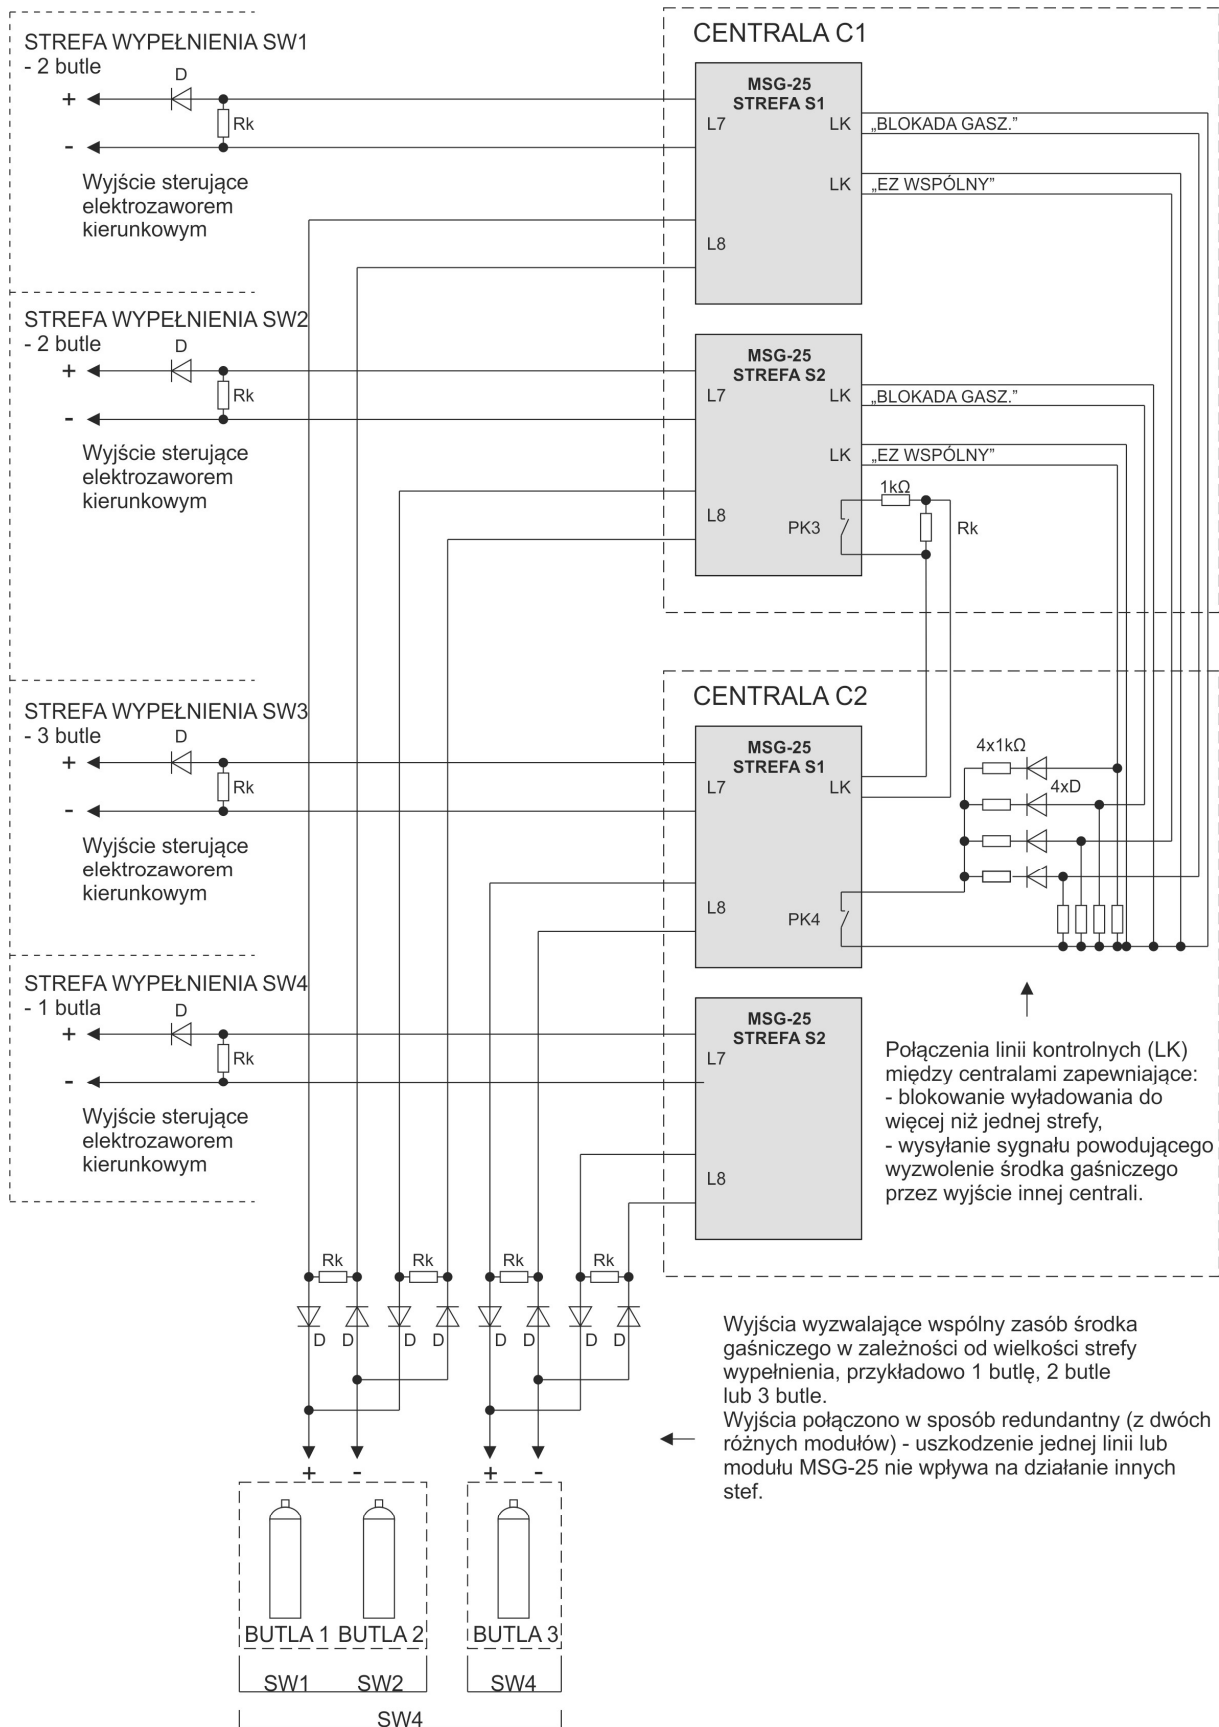 STREFA WYPEŁNIENIA SW1
- 2 butle
D
+
Rk
-
Wyjście sterujące
elektrozaworem
kierunkowym
STREFA WYPEŁNIENIA SW2
- 2 butle
D
+
Rk
-
Wyjście sterujące
elektrozaworem
kierunkowym
STREFA WYPEŁNIENIA SW3
- 3 butle
D
+
Rk
-
Wyjście sterujące
elektrozaworem
kierunkowym
STREFA WYPEŁNIENIA SW4
- 1 butla
D
+
Rk
-
Wyjście sterujące
elektrozaworem
kierunkowym
CENTRALA C1
MSG-25
STREFA S1
L7
LK
„BLOKADA GASZ.”
LK
„EZ WSPÓLNY”
L8
MSG-25
STREFA S2
L7
LK
„BLOKADA GASZ.”
LK
„EZ WSPÓLNY”
1kΩ
L8
PK3
Rk
CENTRALA C2
MSG-25
STREFA S1
L7
LK
4x1kΩ
4xD
L8
PK4
MSG-25
STREFA S2
L7
L8
Połączenia linii kontrolnych (LK)
między centralami zapewniające:
- blokowanie wyładowania do
więcej niż jednej strefy,
- wysyłanie sygnału powodującego
wyzwolenie środka gaśniczego
przez wyjście innej centrali.
Rk Rk Rk Rk
D D D D D D D D
Wyjścia wyzwalające wspólny zasób środka
gaśniczego w zależności od wielkości strefy
wypełnienia, przykładowo 1 butlę, 2 butle
lub 3 butle.
Wyjścia połączono w sposób redundantny (z dwóch
różnych modułów) - uszkodzenie jednej linii lub
modułu MSG-25 nie wpływa na działanie innych
stef.
+ - + -
BUTLA 1 BUTLA 2 BUTLA 3
SW1 SW2 SW4
SW4